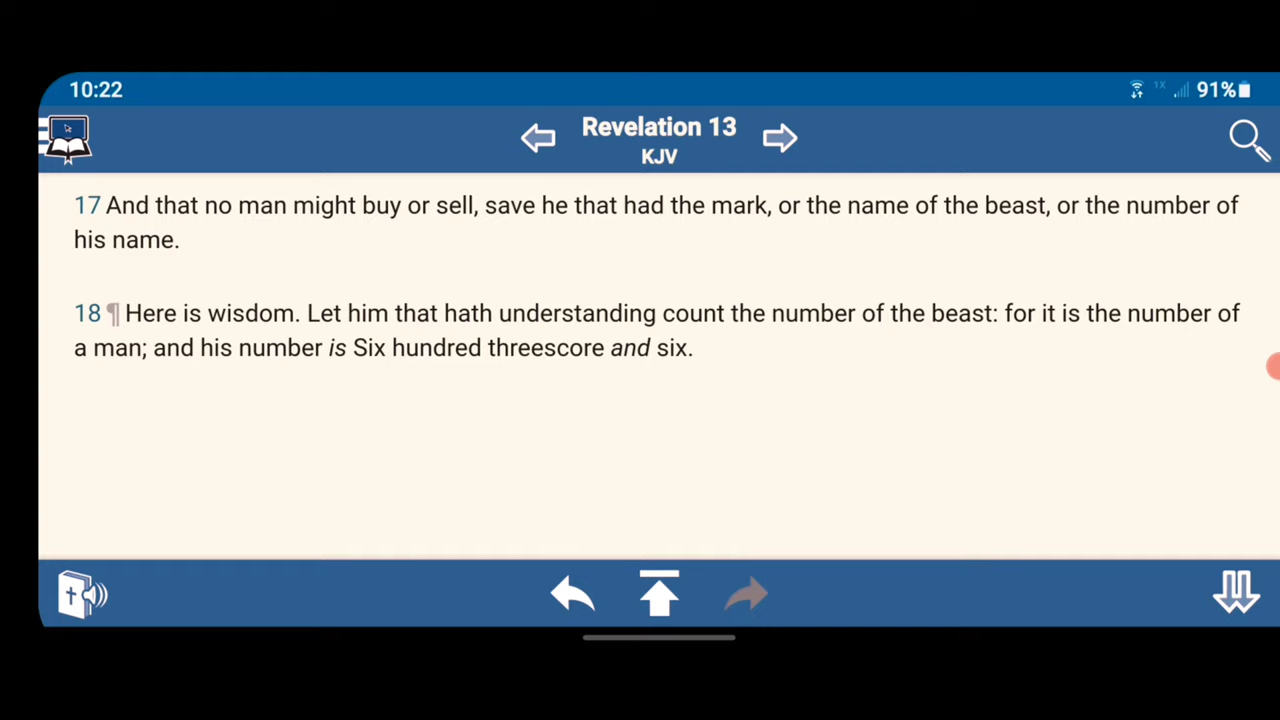 10:22
1X 91%
Revelation 13
KJV
17 And that no man might buy or sell, save he that had the mark, or the name of the beast, or the number of
his name.
18 ¶ Here is wisdom. Let him that hath understanding count the number of the beast: for it is the number of
a man; and his number is Six hundred threescore and six.